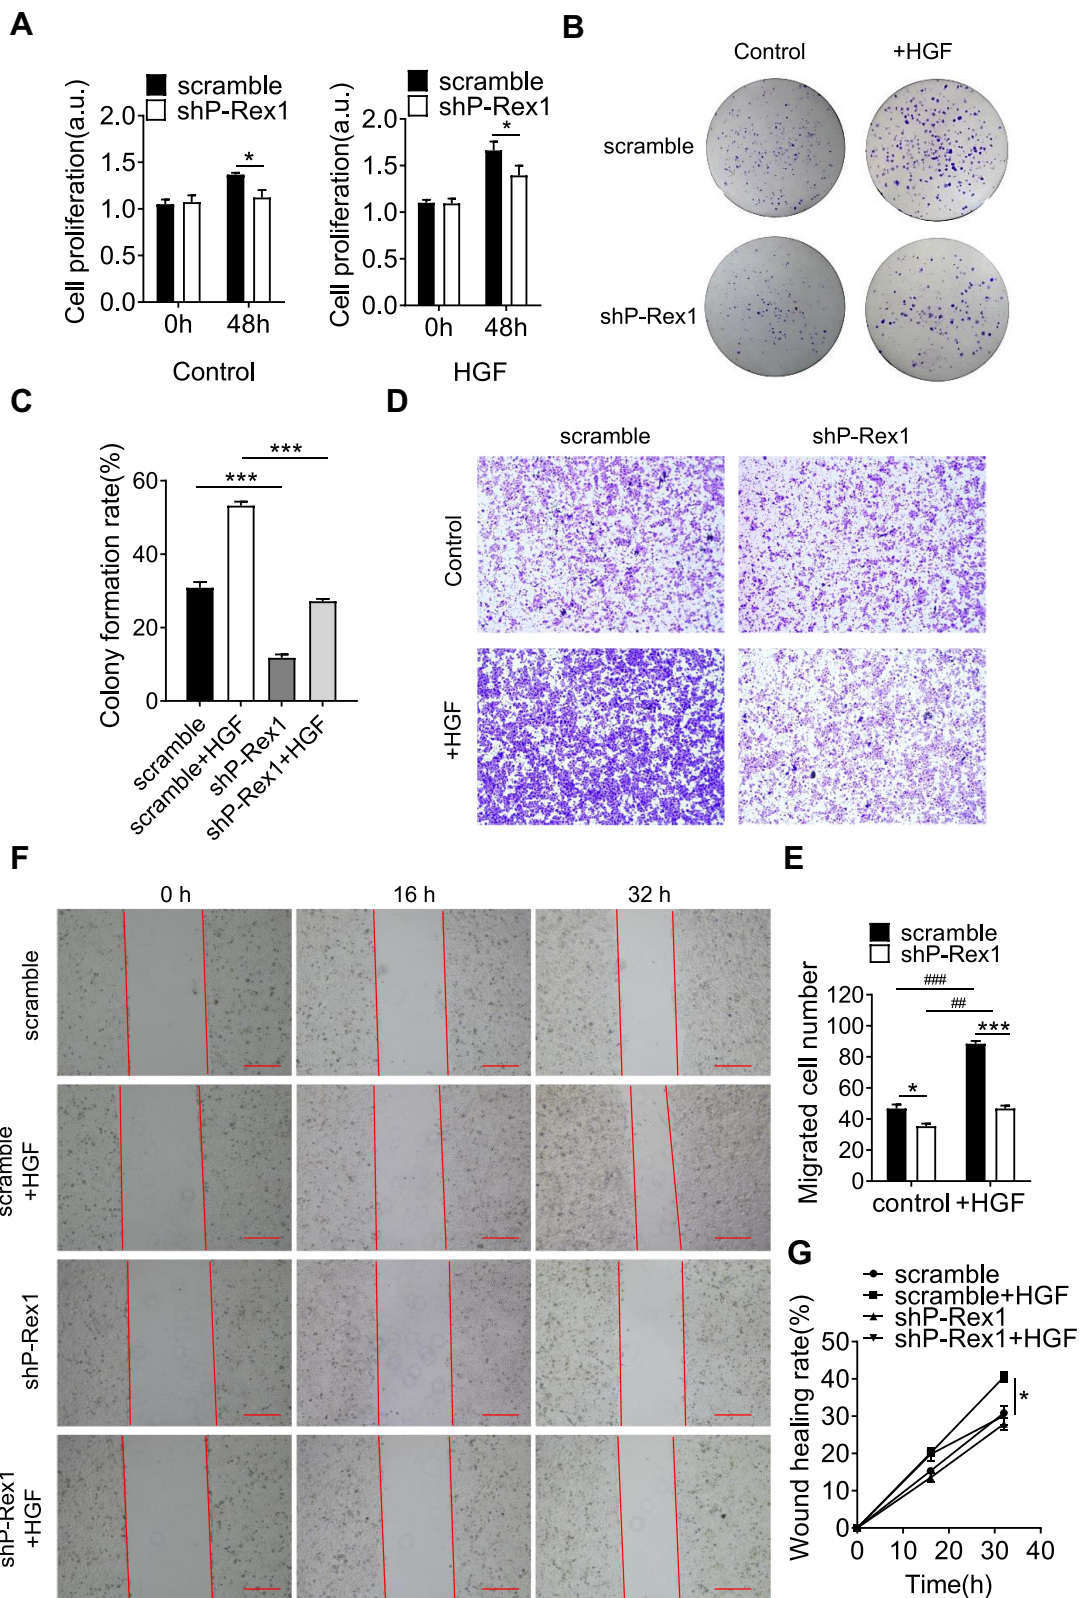 A
scramble
shP-Rex1
Cell proliferation(a.u.)
2.0
1.5
1.0
0.5
0.0
*
0h
48h
Control
scramble
shP-Rex1
Cell proliferation(a.u.)
2.0
1.5
1.0
0.5
0.0
*
0h
48h
HGF
B
Control
+HGF
scramble
shP-Rex1
C
Colony formation rate(%)
60
40
20
0
***
***
scramble
scramble+HGF
shP-Rex1
shP-Rex1+HGF
D
scramble
shP-Rex1
Control
+HGF
F
0 h
16 h
32 h
scramble
scramble
+HGF
shP-Rex1
shP-Rex1
+HGF
E
scramble
shP-Rex1
Migrated cell number
120
100
80
60
40
20
0
###
##
***
*
control
+HGF
G
scramble
scramble+HGF
shP-Rex1
shP-Rex1+HGF
Wound healing rate(%)
50
40
30
20
10
0
*
0
10
20
30
40
Time(h)